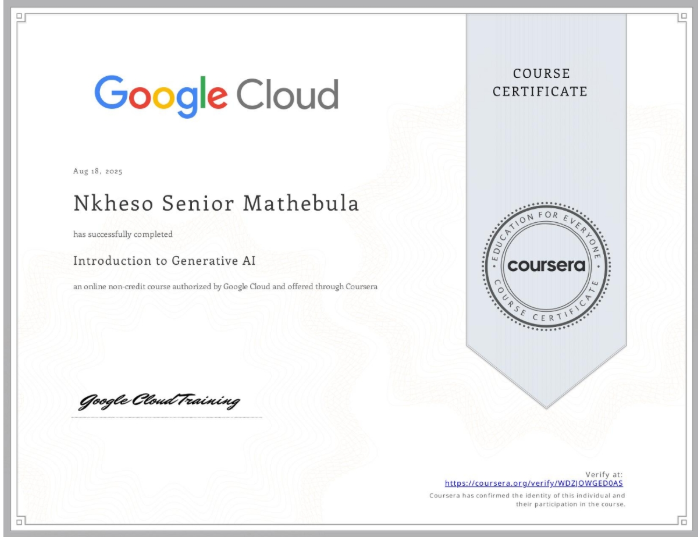 Google Cloud
COURSE
CERTIFICATE
Aug 18, 2025
Nkheso Senior Mathebula
has successfully completed
Introduction to Generative AI
an online non-credit course authorized by Google Cloud and offered through Coursera
EDUCATION FOR EVERYONE
coursera
COURSE CERTIFICATE
Google Cloud Training
Verify at:
https://coursera.org/verify/WDZJOWGED0AS
Coursera has confirmed the identity of this individual and
their participation in the course.